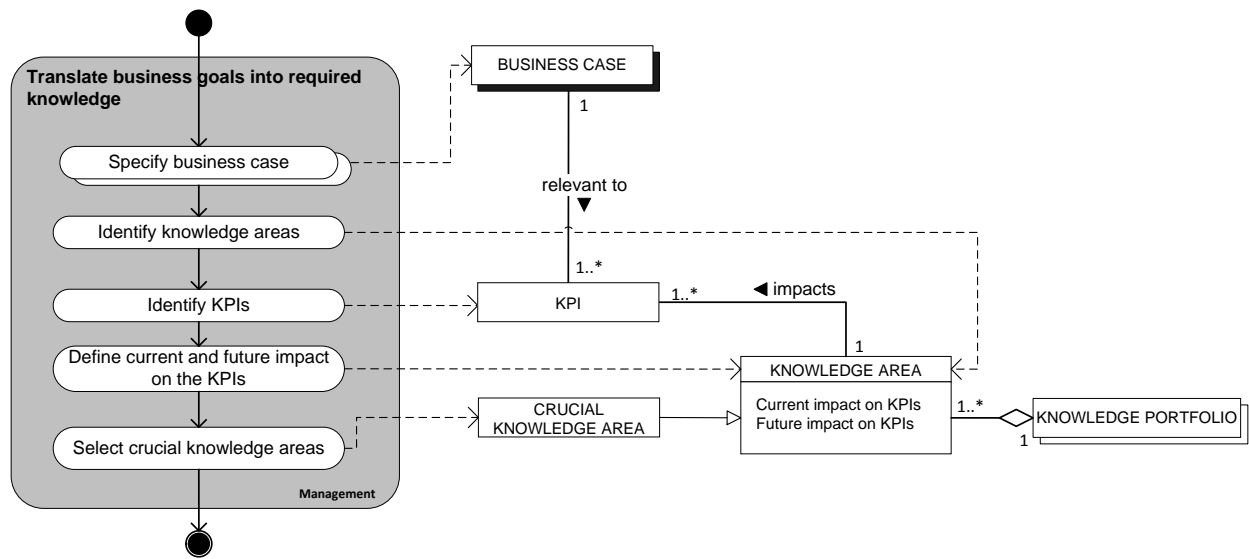 Translate business goals into required
knowledge
Specify business case
Identify knowledge areas
Identify KPIs
Define current and future impact
on the KPIs
Select crucial knowledge areas
Management
BUSINESS CASE
1
relevant to
1..*
KPI
1..*
impacts
1
KNOWLEDGE AREA
Current impact on KPIs
Future impact on KPIs
CRUCIAL
KNOWLEDGE AREA
1..*
1
KNOWLEDGE PORTFOLIO